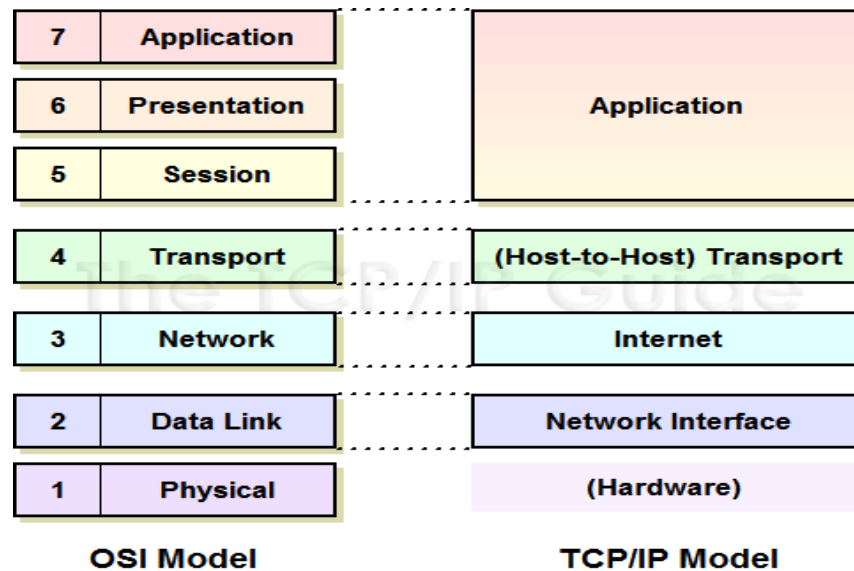 7 Application
6 Presentation
5 Session
4 Transport
3 Network
2 Data Link
1 Physical
OSI Model
Application
(Host-to-Host) Transport
Internet
Network Interface
(Hardware)
TCP/IP Model
The TCP/IP Guide